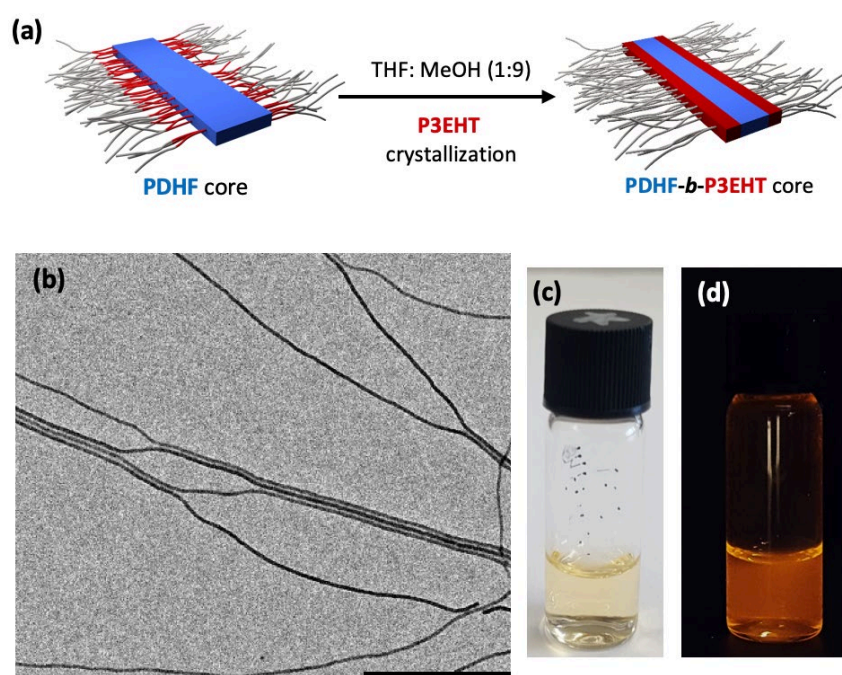 (a)
THF: MeOH (1:9)
P3EHT
crystallization
PDHF core
PDHF-b-P3EHT core
(b)
(c)
(d)